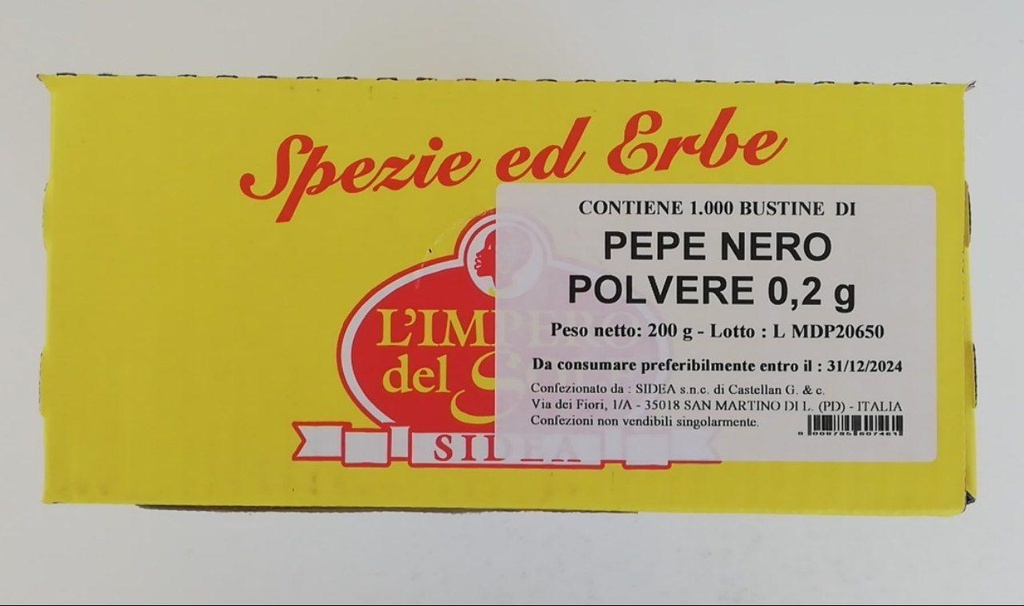 Spezie ed Erbe
CONTIENE 1.000 BUSTINE DI
PEPE NERO
POLVERE 0,2 g
Peso netto: 200 g - Lotto : L MDP20650
Da consumare preferibilmente entro il : 31/12/2024
Confezionato da : SIDEA s.n.c. di Castellan G. & c.
Via dei Fiori, 1/A - 35018 SAN MARTINO DI L. (PD) - ITALIA
Confezioni non vendibili singolarmente.
L'IMPERO
del
SIDEA